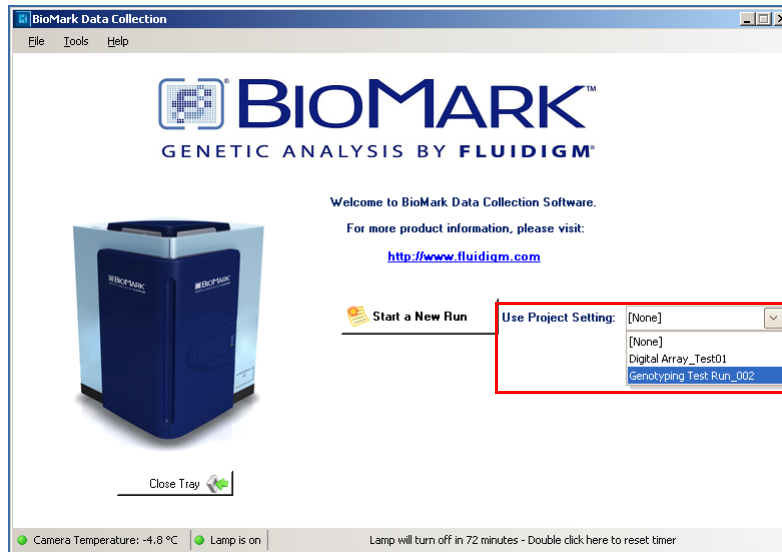 BioMark Data Collection
File Tools Help
BIOMARK™
GENETIC ANALYSIS BY FLUIDIGM®
Welcome to BioMark Data Collection Software.
For more product information, please visit:
http://www.fluidigm.com
BIOMARK
BIOMARK
Start a New Run
Use Project Setting: [None]
[None]
Digital Array_Test01
Genotyping Test Run_002
Close Tray
Camera Temperature: -4.8 °C Lamp is on Lamp will turn off in 72 minutes - Double click here to reset timer